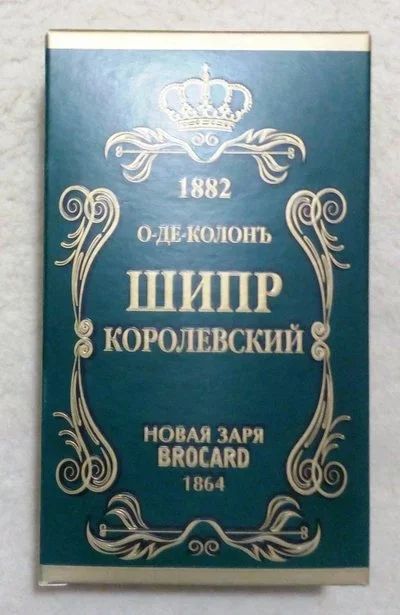 1882
О-ДЕ-КОЛОНЪ
ШИПР
КОРОЛЕВСКИЙ
НОВАЯ ЗАРЯ
BROCARD
1864